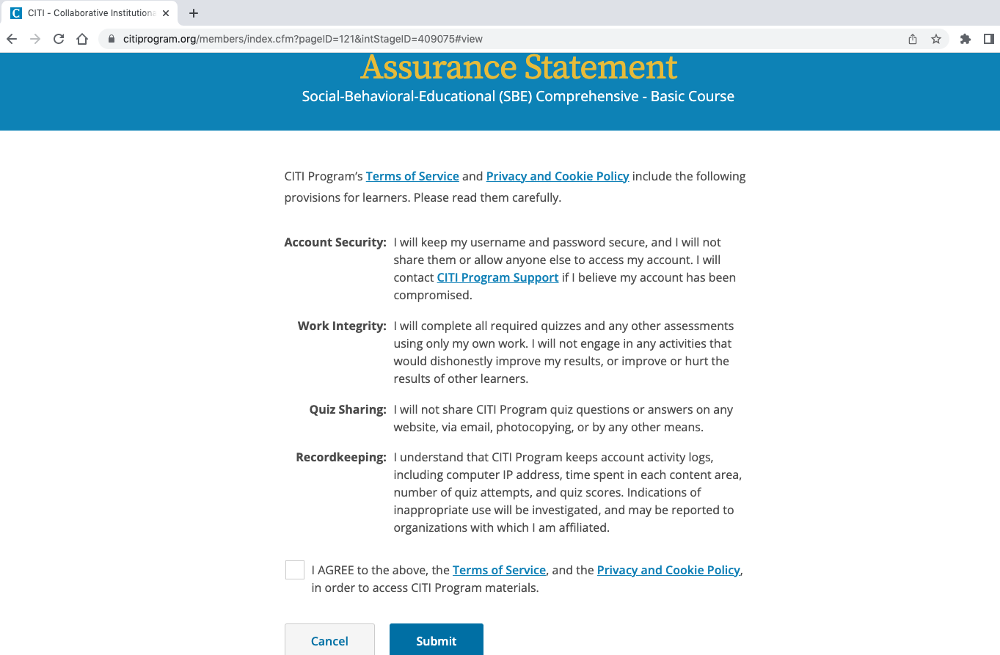 CITI - Collaborative Institutiona
citiprogram.org/members/index.cfm?pageID=121&intStageID=409075#view
Assurance Statement
Social-Behavioral-Educational (SBE) Comprehensive - Basic Course
CITI Program’s Terms of Service and Privacy and Cookie Policy include the following
provisions for learners. Please read them carefully.
Account Security: I will keep my username and password secure, and I will not
share them or allow anyone else to access my account. I will
contact CITI Program Support if I believe my account has been
compromised.
Work Integrity: I will complete all required quizzes and any other assessments
using only my own work. I will not engage in any activities that
would dishonestly improve my results, or improve or hurt the
results of other learners.
Quiz Sharing: I will not share CITI Program quiz questions or answers on any
website, via email, photocopying, or by any other means.
Recordkeeping: I understand that CITI Program keeps account activity logs,
including computer IP address, time spent in each content area,
number of quiz attempts, and quiz scores. Indications of
inappropriate use will be investigated, and may be reported to
organizations with which I am affiliated.
I AGREE to the above, the Terms of Service, and the Privacy and Cookie Policy,
in order to access CITI Program materials.
Cancel Submit